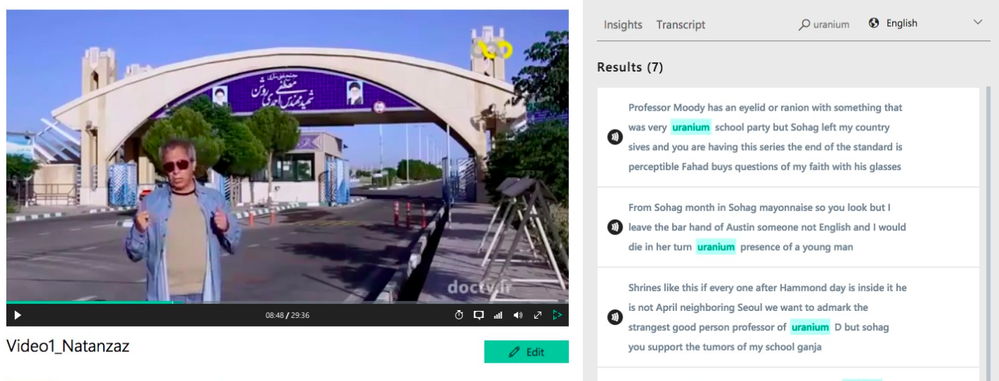 شهید مهندس احمدی روشن
doctv.ir
08:48 / 29:36
Video1_Natanzaz
Edit
Insights Transcript uranium English
Results (7)
Professor Moody has an eyelid or ranion with something that
was very uranium school party but Sohag left my country
sives and you are having this series the end of the standard is
perceptible Fahad buys questions of my faith with his glasses
From Sohag month in Sohag mayonnaise so you look but I
leave the bar hand of Austin someone not English and I would
die in her turn uranium presence of a young man
Shrines like this if every one after Hammond day is inside it he
is not April neighboring Seoul we want to admark the
strangest good person professor of uranium D but sohag
you support the tumors of my school ganja